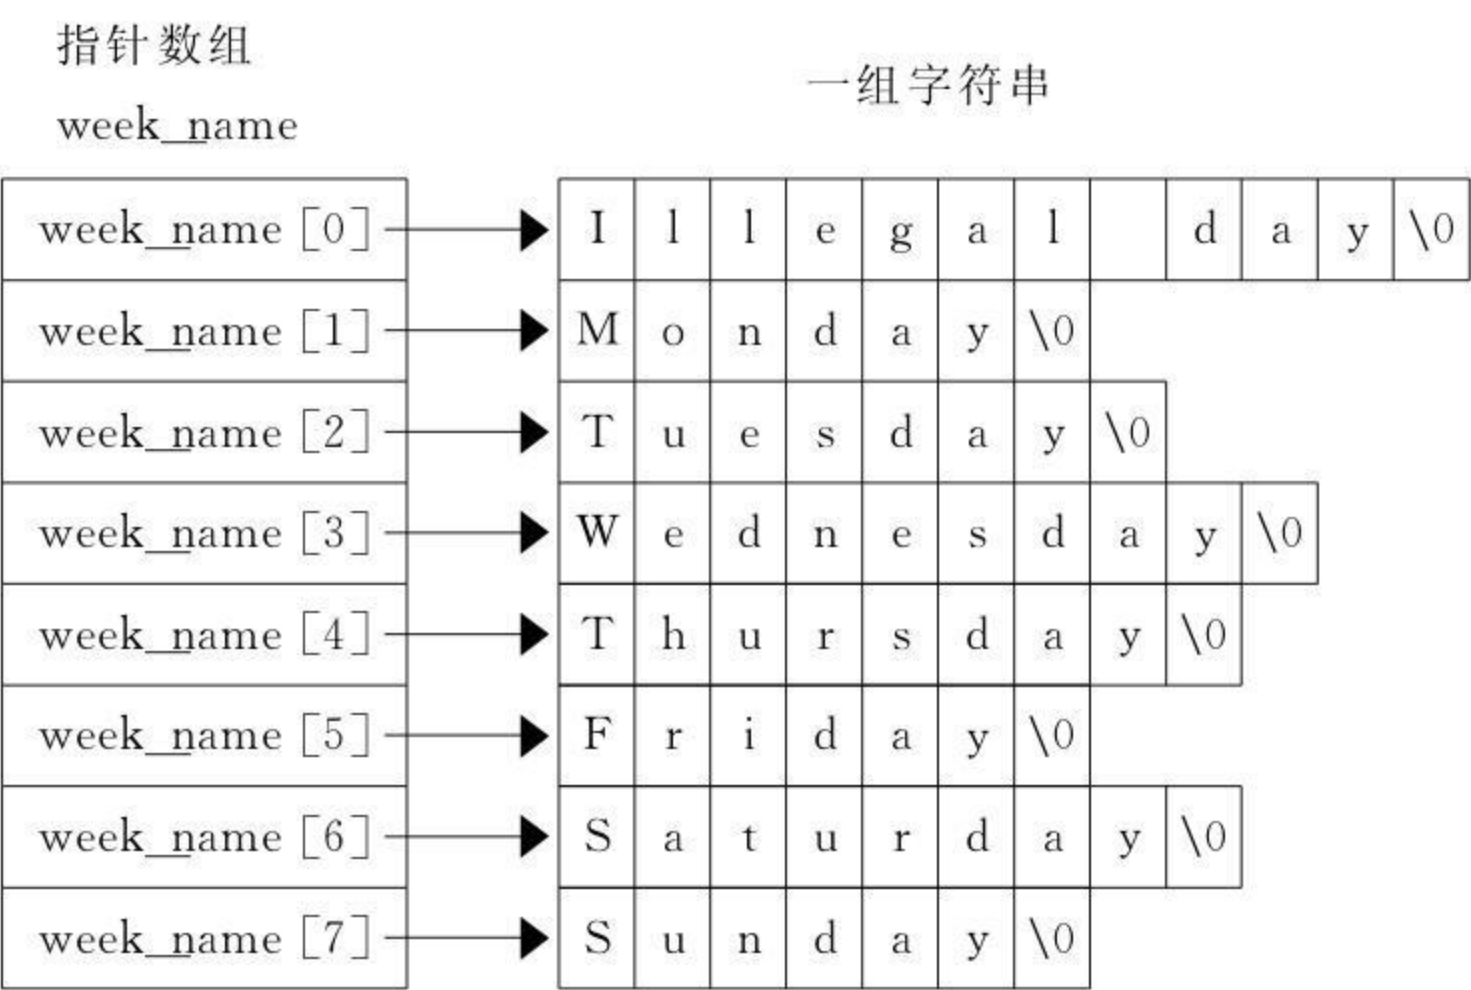 指针数组
一组字符串
week_name
week_name [0] I l l e g a l   d a y \0
week_name [1] M o n d a y \0
week_name [2] T u e s d a y \0
week_name [3] W e d n e s d a y \0
week_name [4] T h u r s d a y \0
week_name [5] F r i d a y \0
week_name [6] S a t u r d a y \0
week_name [7] S u n d a y \0